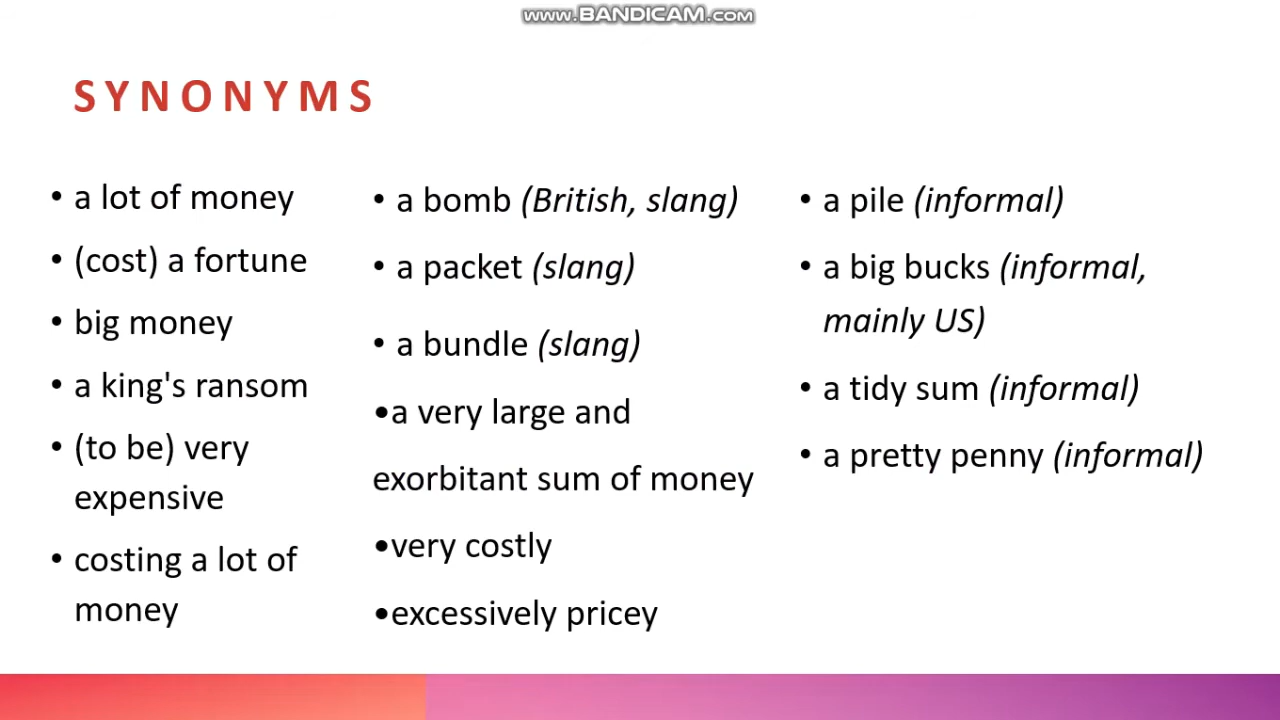 www.BANDICAM.com
SYNONYMS
• a lot of money
• (cost) a fortune
• big money
• a king's ransom
• (to be) very
expensive
• costing a lot of
money
• a bomb (British, slang)
• a packet (slang)
• a bundle (slang)
•a very large and
exorbitant sum of money
•very costly
•excessively pricey
• a pile (informal)
• a big bucks (informal,
mainly US)
• a tidy sum (informal)
• a pretty penny (informal)